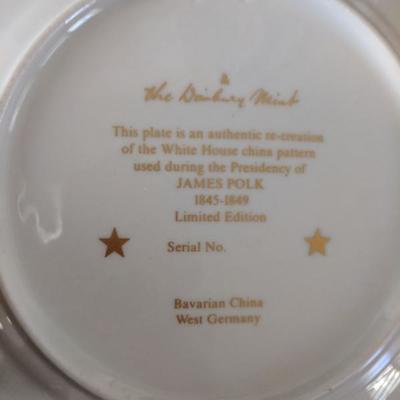 The Danbury Mint
This plate is an authentic re-creation
of the White House china pattern
used during the Presidency of
JAMES POLK
1845-1849
Limited Edition
Serial No.
Bavarian China
West Germany